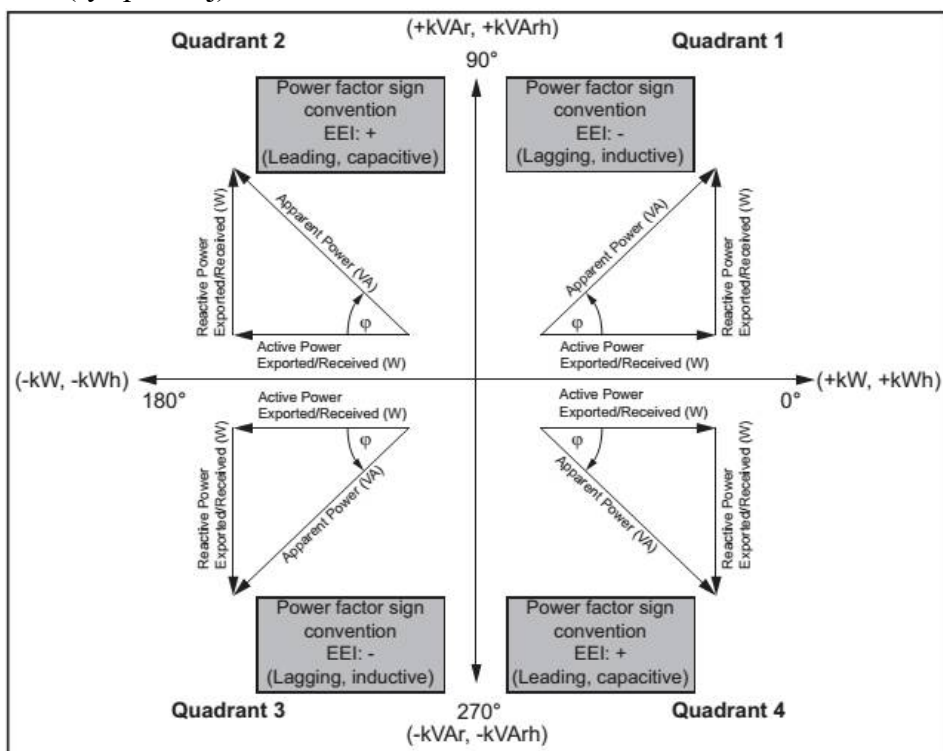 (+kVAr, +kVArh)
Quadrant 2
Quadrant 1
90°
Power factor sign
convention
EEI: +
(Leading, capacitive)
Power factor sign
convention
EEI: -
(Lagging, inductive)
Reactive Power
Exported/Received (W)
Apparent Power (VA)
φ
Active Power
Exported/Received (W)
Apparent Power (VA)
φ
Active Power
Exported/Received (W)
Reactive Power
Exported/Received (W)
(-kW, -kWh)
180°
(+kW, +kWh)
0°
Active Power
Exported/Received (W)
φ
Reactive Power
Exported/Received (W)
Apparent Power (VA)
Active Power
Exported/Received (W)
φ
Apparent Power (VA)
Reactive Power
Exported/Received (W)
Power factor sign
convention
EEI: -
(Lagging, inductive)
Power factor sign
convention
EEI: +
(Leading, capacitive)
Quadrant 3
270°
Quadrant 4
(-kVAr, -kVArh)